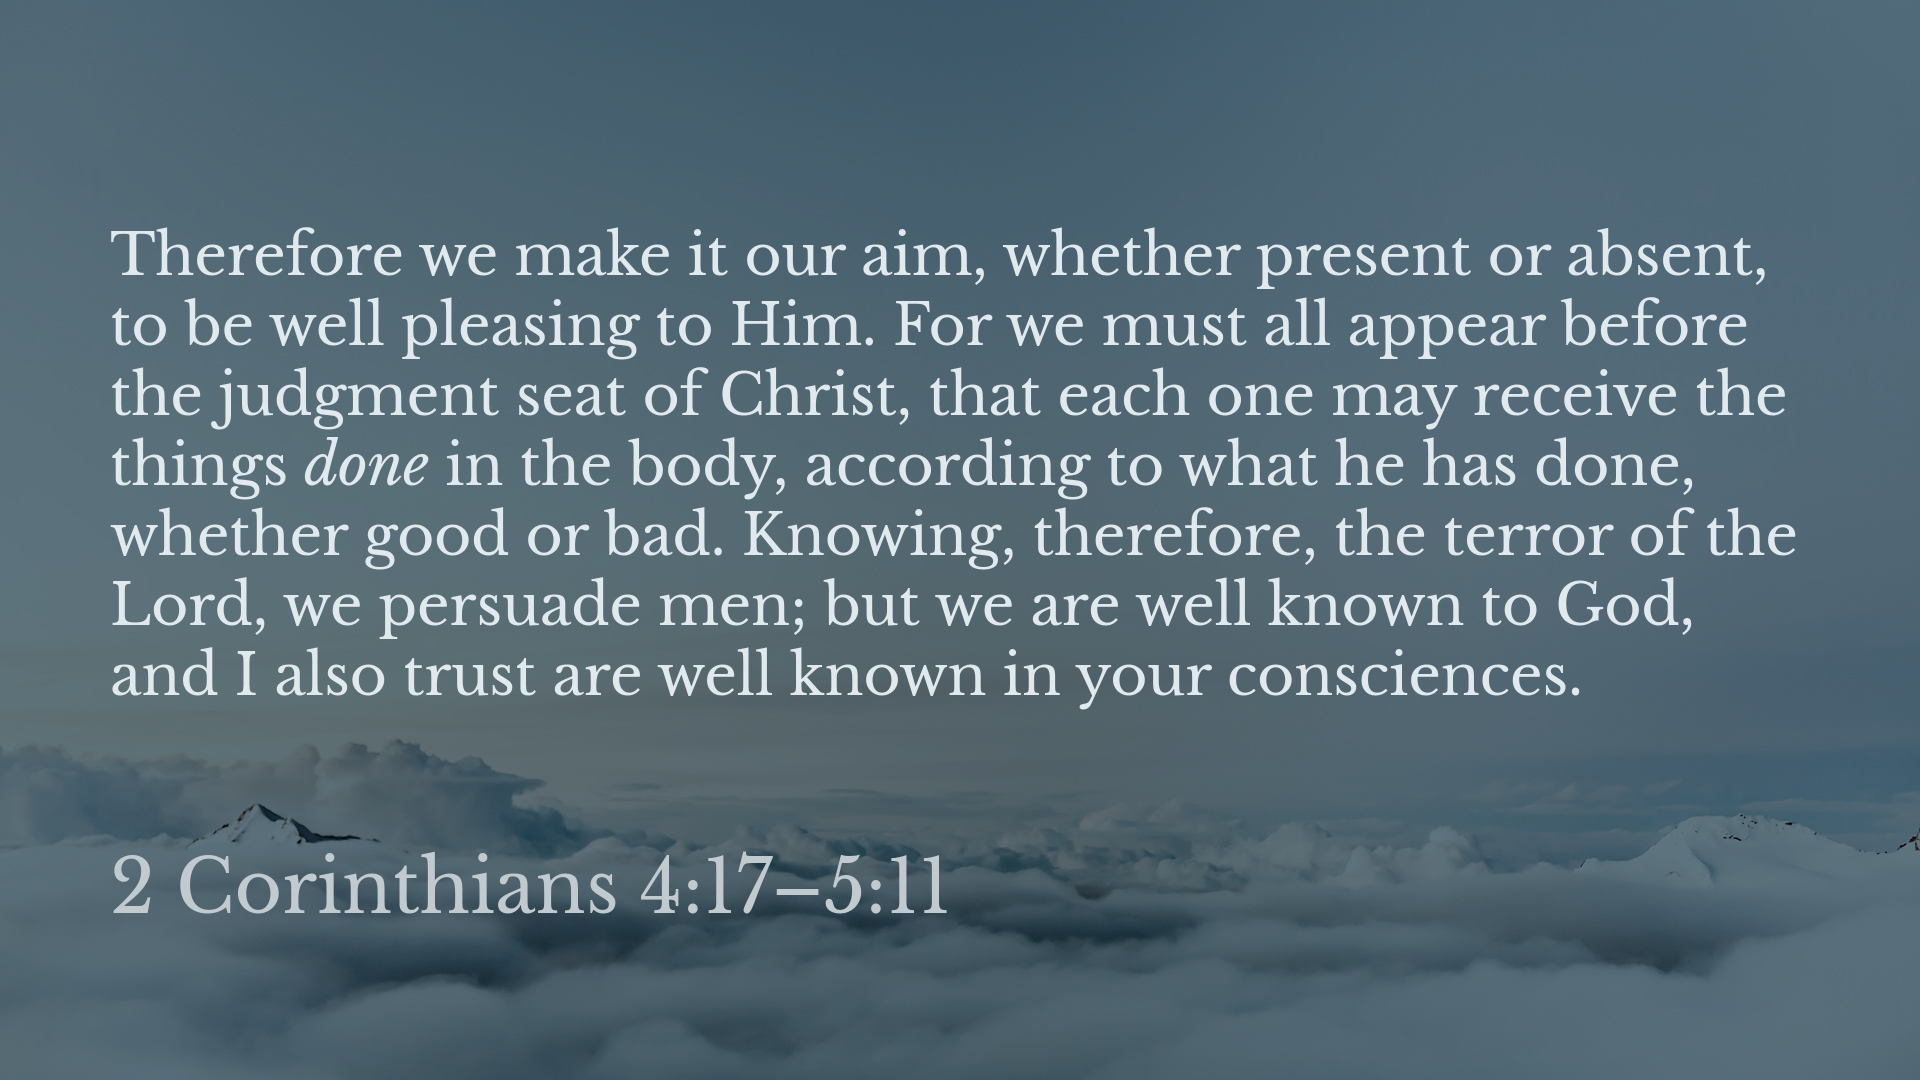 Therefore we make it our aim, whether present or absent,
to be well pleasing to Him. For we must all appear before
the judgment seat of Christ, that each one may receive the
things done in the body, according to what he has done,
whether good or bad. Knowing, therefore, the terror of the
Lord, we persuade men; but we are well known to God,
and I also trust are well known in your consciences.
2 Corinthians 4:17–5:11